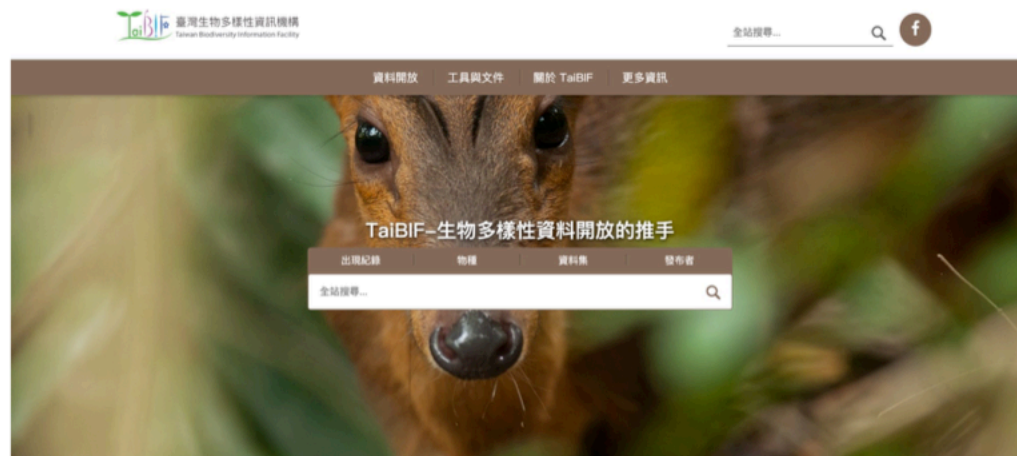 TaiBIF 臺灣生物多樣性資訊機構
Taiwan Biodiversity Information Facility
全站搜尋...
f
資料開放 工具與文件 關於 TaiBIF 更多資訊
TaiBIF-生物多樣性資料開放的推手
出現紀錄 物種 資料集 發布者
全站搜尋...